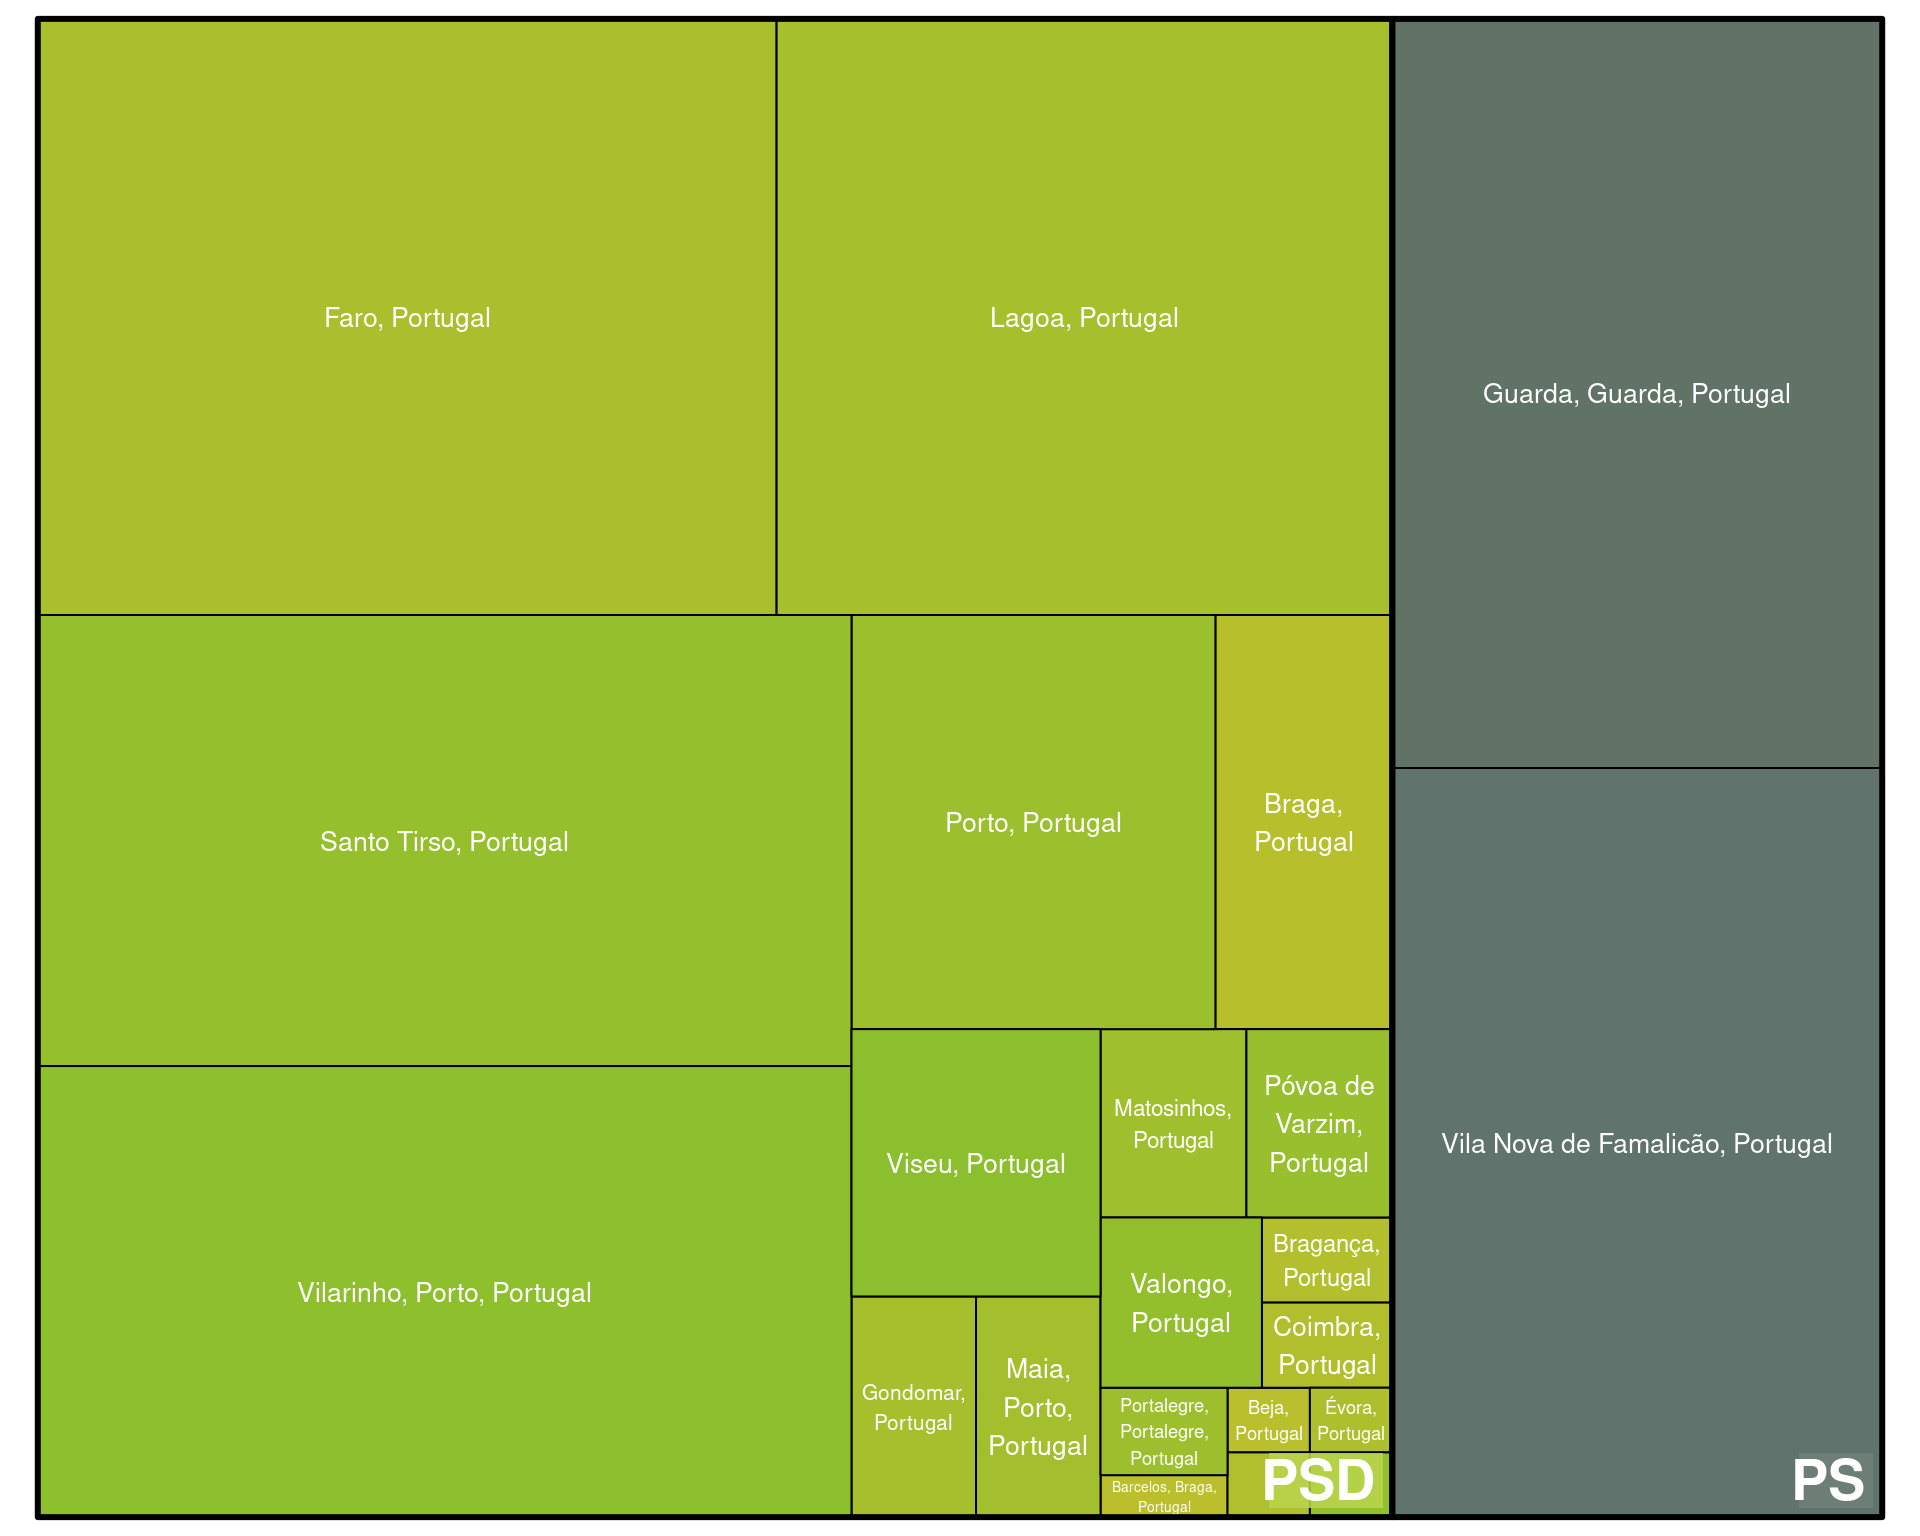 Faro, Portugal
Lagoa, Portugal
Guarda, Guarda, Portugal
Santo Tirso, Portugal
Porto, Portugal
Braga,
Portugal
Vila Nova de Famalicão, Portugal
Vilarinho, Porto, Portugal
Viseu, Portugal
Matosinhos,
Portugal
Póvoa de
Varzim,
Portugal
Valongo,
Portugal
Bragança,
Portugal
Coimbra,
Portugal
Gondomar,
Portugal
Maia,
Porto,
Portugal
Portalegre,
Portalegre,
Portugal
Beja,
Portugal
Évora,
Portugal
Barcelos, Braga,
Portugal
PSD
PS